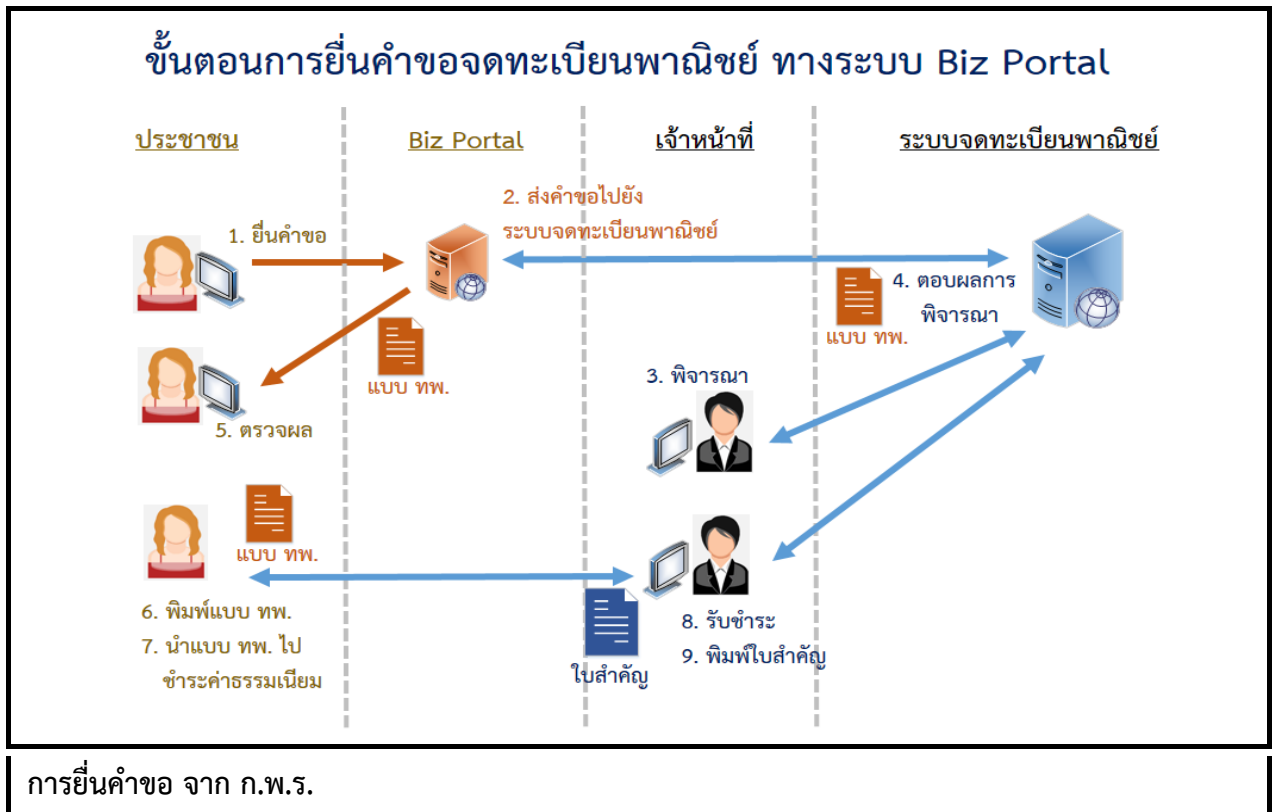 ขั้นตอนการยื่นคำขอจดทะเบียนพาณิชย์ ทางระบบ Biz Portal
ประชาชน
Biz Portal
เจ้าหน้าที่
ระบบจดทะเบียนพาณิชย์
1. ยื่นคำขอ
2. ส่งคำขอไปยัง
ระบบจดทะเบียนพาณิชย์
4. ตอบผลการ
พิจารณา
แบบ ทพ.
แบบ ทพ.
3. พิจารณา
5. ตรวจผล
แบบ ทพ.
6. พิมพ์แบบ ทพ.
7. นำแบบ ทพ. ไป
ชำระค่าธรรมเนียม
8. รับชำระ
9. พิมพ์ใบสำคัญ
ใบสำคัญ
การยื่นคำขอ จาก ก.พ.ร.